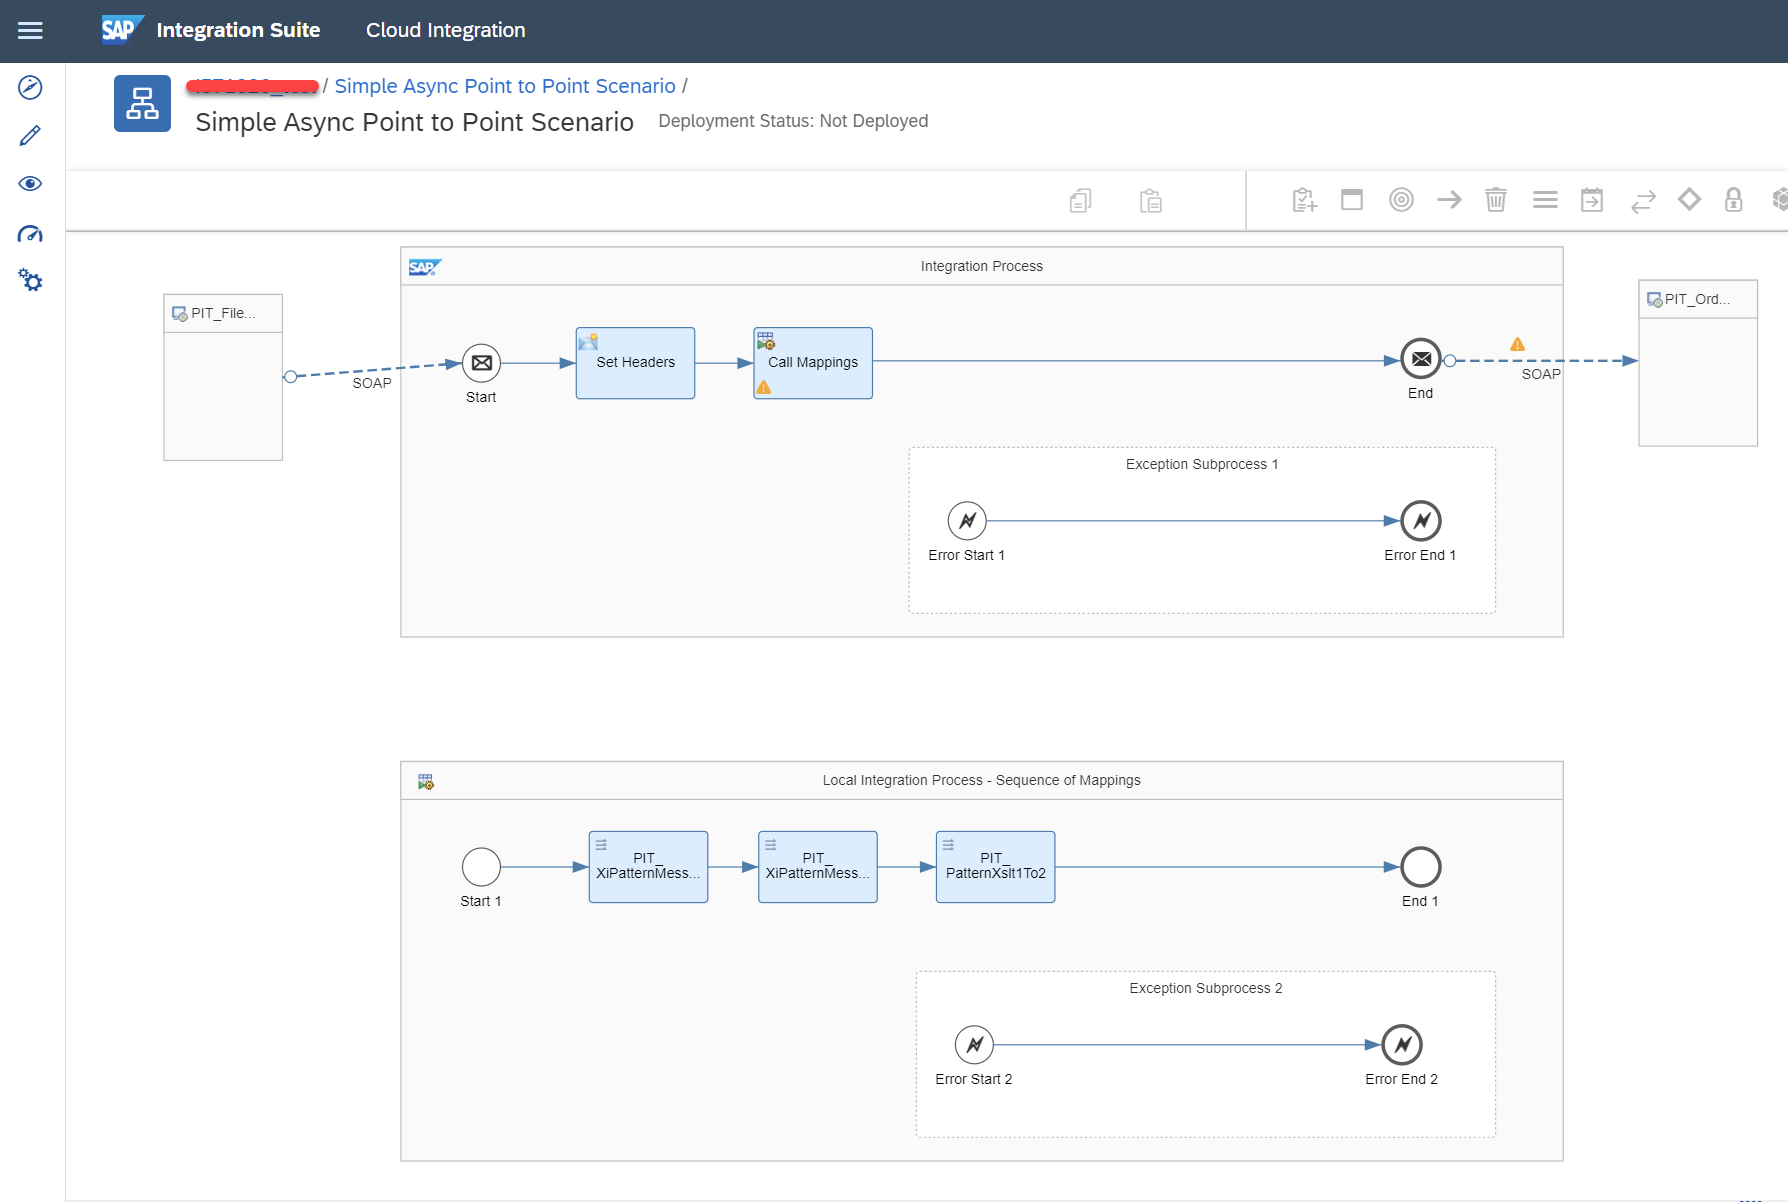 SAP Integration Suite Cloud Integration
/ Simple Async Point to Point Scenario /
Simple Async Point to Point Scenario Deployment Status: Not Deployed
SAP Integration Process
PIT_File...
PIT_Ord...
SOAP
Start
Set Headers
Call Mappings
End
SOAP
Exception Subprocess 1
Error Start 1
Error End 1
Local Integration Process - Sequence of Mappings
Start 1
PIT_
XiPatternMess...
PIT_
XiPatternMess...
PIT_
PatternXslt1To2
End 1
Exception Subprocess 2
Error Start 2
Error End 2